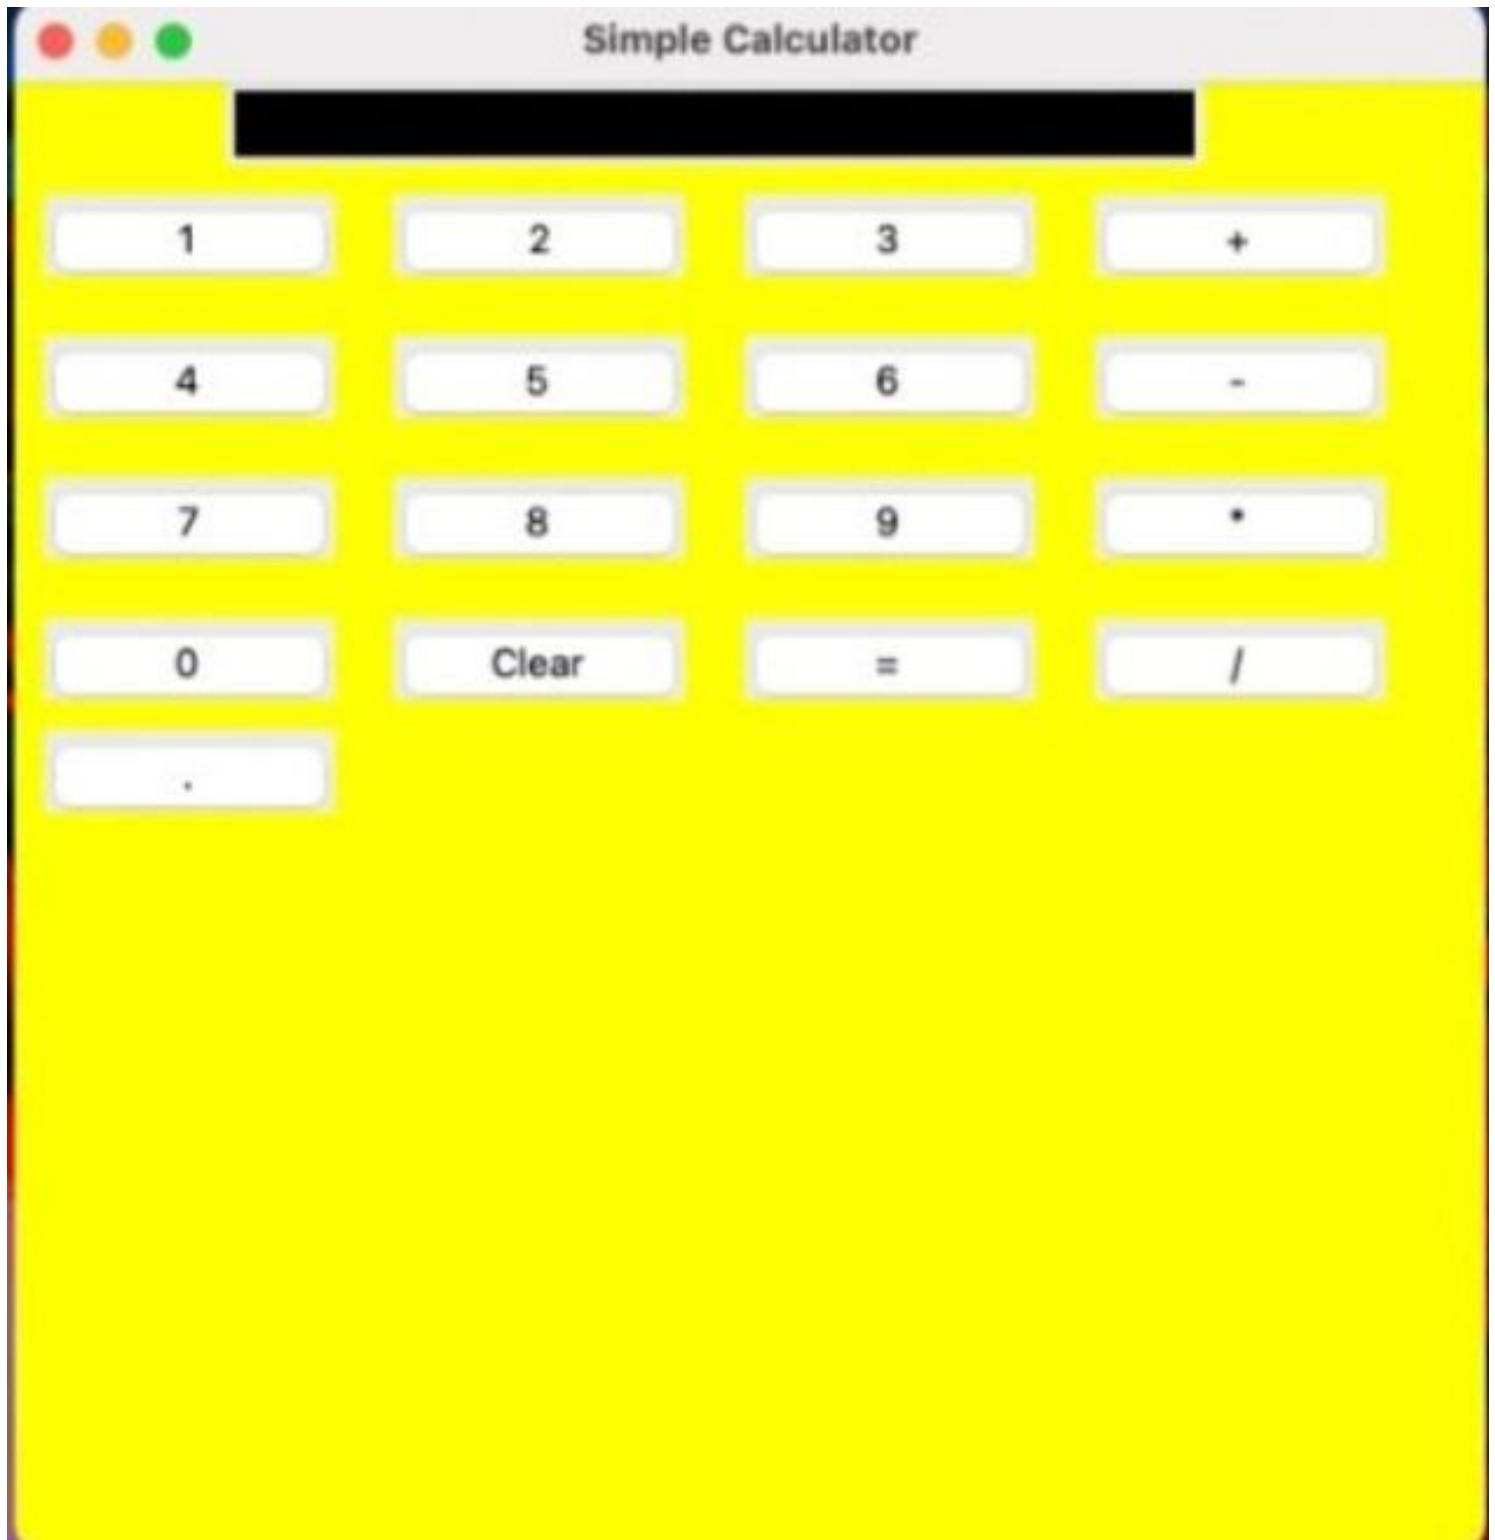 Simple Calculator
1 2 3 +
4 5 6 -
7 8 9 *
0 Clear = /
.